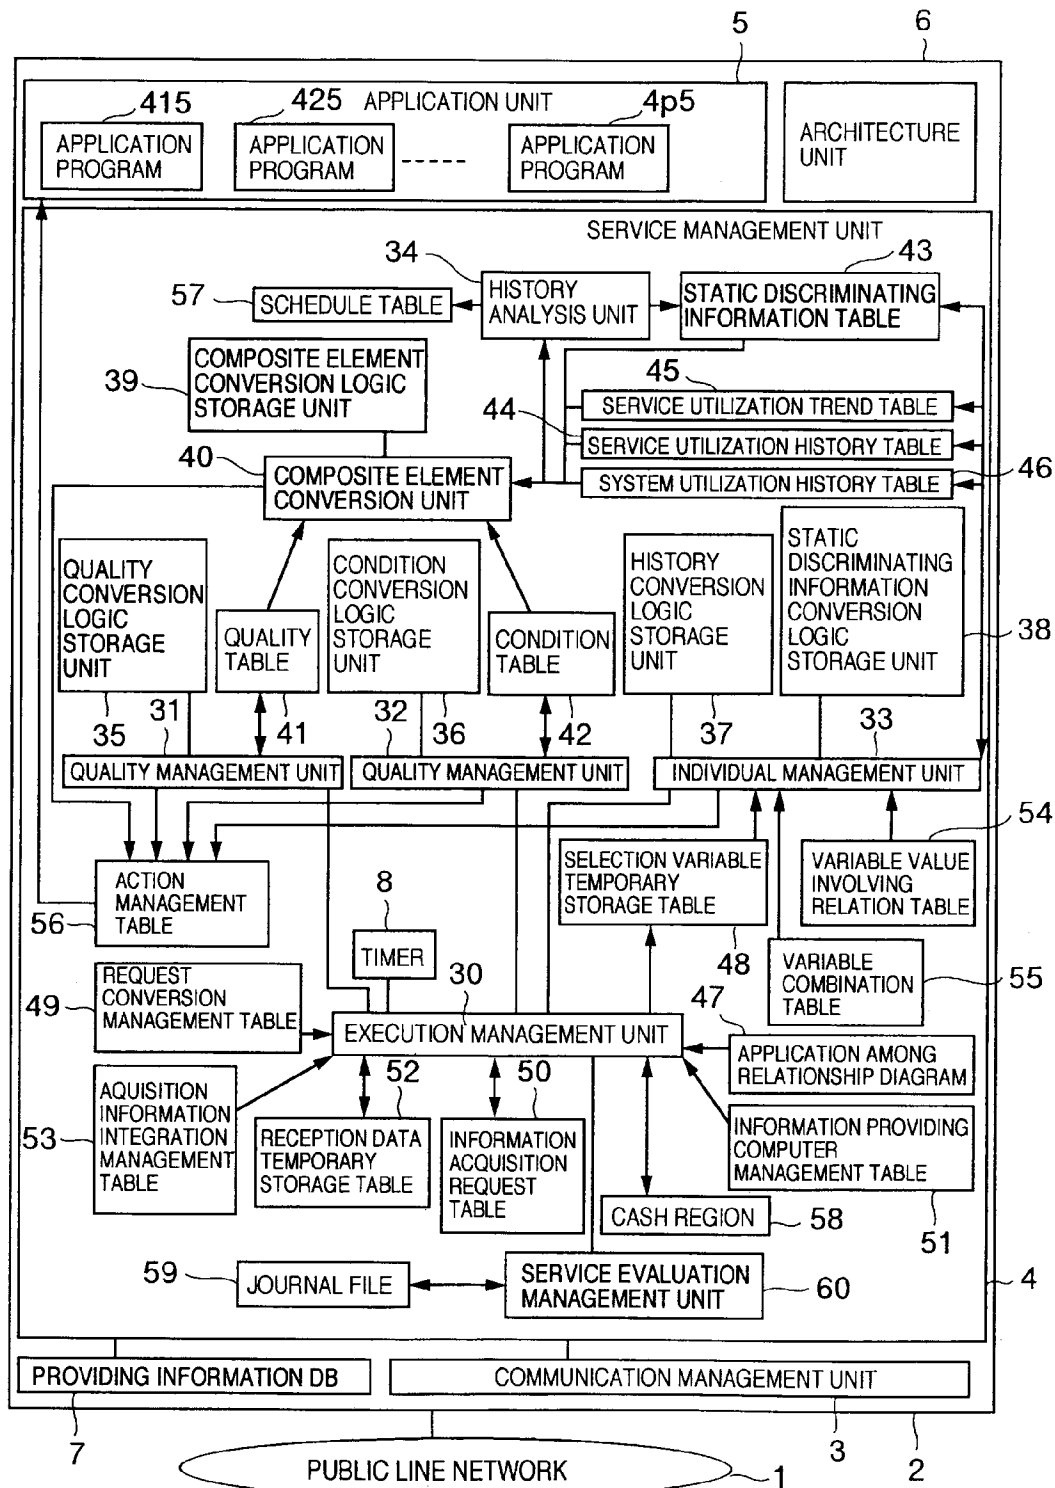 5
6
APPLICATION UNIT
415
APPLICATION
PROGRAM
425
APPLICATION
PROGRAM
4p5
APPLICATION
PROGRAM
ARCHITECTURE
UNIT
SERVICE MANAGEMENT UNIT
34
43
57
SCHEDULE TABLE
HISTORY
ANALYSIS UNIT
STATIC DISCRIMINATING
INFORMATION TABLE
39
COMPOSITE ELEMENT
CONVERSION LOGIC
STORAGE UNIT
45
SERVICE UTILIZATION TREND TABLE
44
SERVICE UTILIZATION HISTORY TABLE
SYSTEM UTILIZATION HISTORY TABLE
46
40
COMPOSITE ELEMENT
CONVERSION UNIT
QUALITY
CONVERSION
LOGIC
STORAGE
UNIT
QUALITY
TABLE
CONDITION
CONVERSION
LOGIC
STORAGE
UNIT
CONDITION
TABLE
HISTORY
CONVERSION
LOGIC
STORAGE
UNIT
STATIC
DISCRIMINATING
INFORMATION
CONVERSION
LOGIC
STORAGE UNIT
38
35
31
41
32
36
42
37
33
QUALITY MANAGEMENT UNIT
QUALITY MANAGEMENT UNIT
INDIVIDUAL MANAGEMENT UNIT
54
ACTION
MANAGEMENT
TABLE
56
8
TIMER
SELECTION VARIABLE
TEMPORARY
STORAGE TABLE
48
VARIABLE VALUE
INVOLVING
RELATION TABLE
VARIABLE
COMBINATION
TABLE
55
49
REQUEST
CONVERSION
MANAGEMENT TABLE
30
EXECUTION MANAGEMENT UNIT
47
APPLICATION AMONG
RELATIONSHIP DIAGRAM
53
AQUISITION
INFORMATION
INTEGRATION
MANAGEMENT
TABLE
52
RECEPTION DATA
TEMPORARY
STORAGE TABLE
50
INFORMATION
ACQUISITION
REQUEST
TABLE
INFORMATION PROVIDING
COMPUTER
MANAGEMENT TABLE
51
CASH REGION
58
59
JOURNAL FILE
SERVICE EVALUATION
MANAGEMENT UNIT
60
4
PROVIDING INFORMATION DB
COMMUNICATION MANAGEMENT UNIT
7
3
2
PUBLIC LINE NETWORK
1